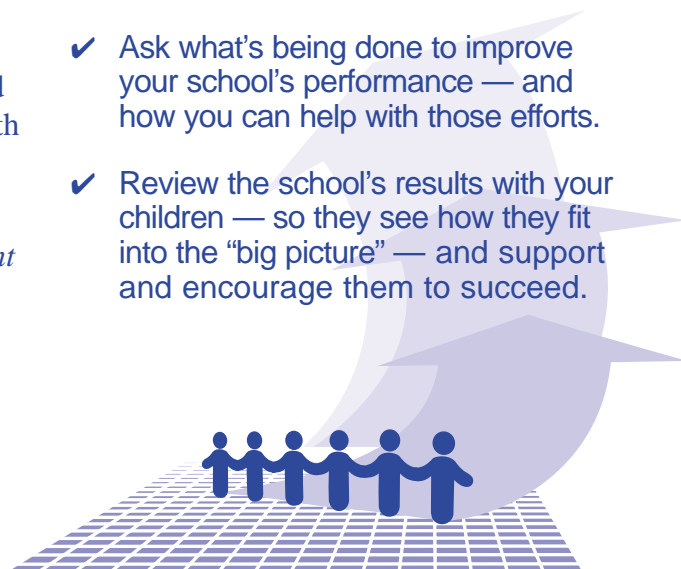 ✔ Ask what's being done to improve
your school's performance — and
how you can help with those efforts.
✔ Review the school's results with your
children — so they see how they fit
into the “big picture” — and support
and encourage them to succeed.